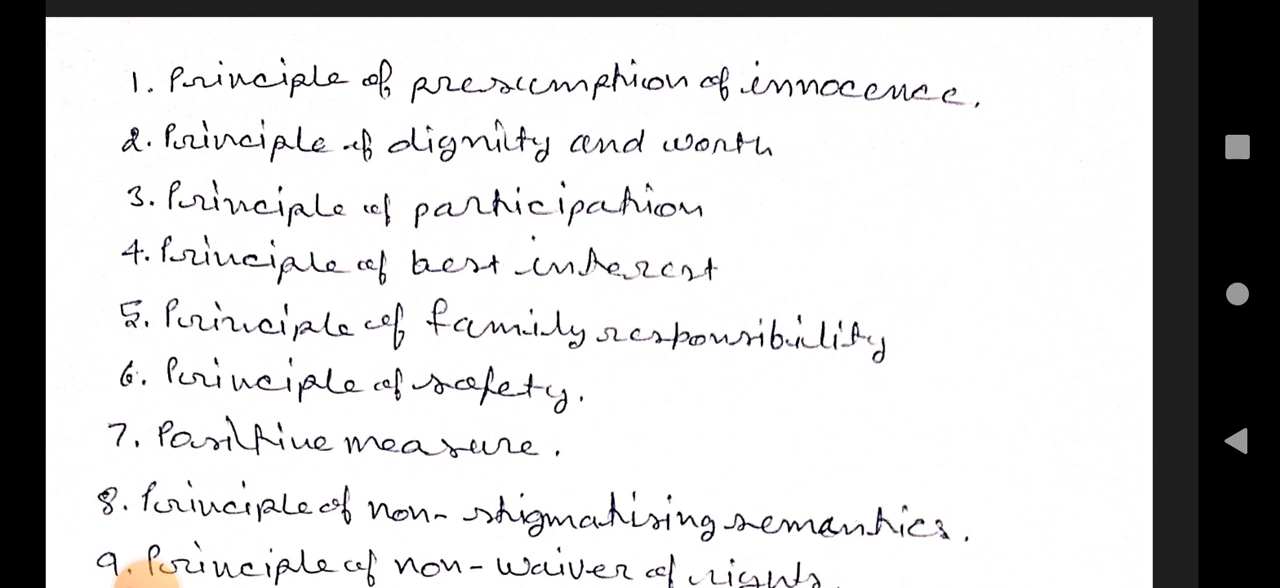 1. Principle of presumption of innocence.
2. Principle of dignity and worth
3. Principle of participation
4. Principle of best interest
5. Principle of family responsibility
6. Principle of safety.
7. Positive measure.
8. Principle of non-stigmatising semantics.
9. Principle of non-waiver of rights.